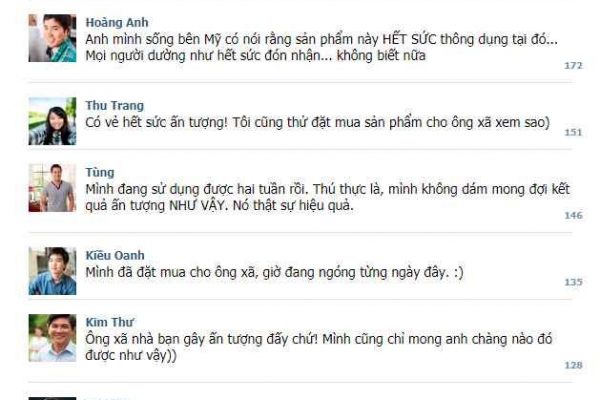 Hoàng Anh
Anh mình sống bên Mỹ có nói rằng sản phẩm này HẾT SỨC thông dụng tại đó...
Mọi người dường như hết sức đón nhận... không biết nữa
172
Thu Trang
Có vẻ hết sức ấn tượng! Tôi cũng thử đặt mua sản phẩm cho ông xã xem sao)
151
Tùng
Mình đang sử dụng được hai tuần rồi. Thú thực là, mình không dám mong đợi kết
quả ấn tượng NHƯ VẬY. Nó thật sự hiệu quả.
146
Kiều Oanh
Mình đã đặt mua cho ông xã, giờ đang ngóng từng ngày đây. :)
135
Kim Thư
Ông xã nhà bạn gây ấn tượng đấy chứ! Mình cũng chỉ mong anh chàng nào đó
được như vậy))
128